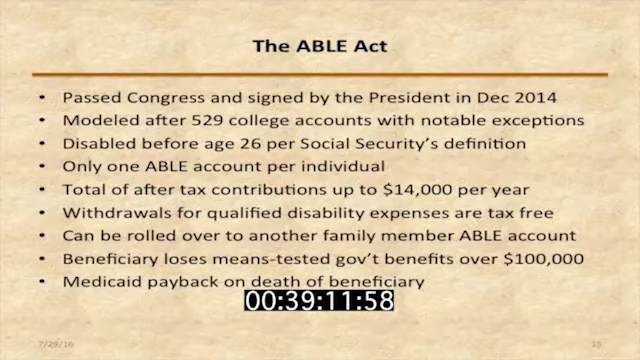 The ABLE Act
• Passed Congress and signed by the President in Dec 2014
• Modeled after 529 college accounts with notable exceptions
• Disabled before age 26 per Social Security's definition
• Only one ABLE account per individual
• Total of after tax contributions up to $14,000 per year
• Withdrawals for qualified disability expenses are tax free
• Can be rolled over to another family member ABLE account
• Beneficiary loses means-tested gov't benefits over $100,000
• Medicaid payback on death of beneficiary
00:39:11:58
7/29/16
15